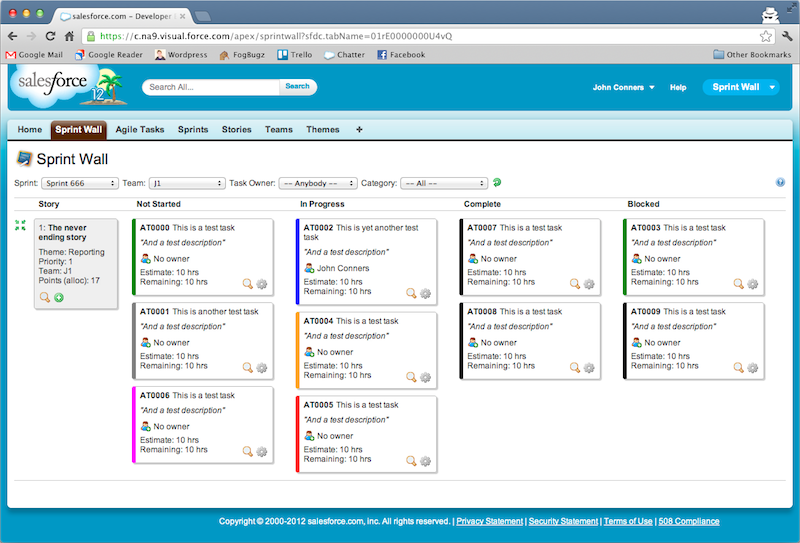 salesforce.com - Developer
https://c.na9.visual.force.com/apex/sprintwall?sfdc.tabName=01rE0000000U4vQ
Google Mail Google Reader Wordpress FogBugz Trello Chatter Facebook Other Bookmarks
salesforce
12
Search All... Search
John Conners Help Sprint Wall
Home Sprint Wall Agile Tasks Sprints Stories Teams Themes +
Sprint Wall
Sprint: Sprint 666 Team: J1 Task Owner: -- Anybody -- Category: -- All --
Story Not Started In Progress Complete Blocked
1: The never
ending story
Theme: Reporting
Priority: 1
Team: J1
Points (alloc): 17
AT0000 This is a test task
"And a test description"
No owner
Estimate: 10 hrs
Remaining: 10 hrs
AT0001 This is another test task
"And a test description"
No owner
Estimate: 10 hrs
Remaining: 10 hrs
AT0006 This is a test task
"And a test description"
No owner
Estimate: 10 hrs
Remaining: 10 hrs
AT0002 This is yet another test
task
"And a test description"
John Conners
Estimate: 10 hrs
Remaining: 10 hrs
AT0004 This is a test task
"And a test description"
No owner
Estimate: 10 hrs
Remaining: 10 hrs
AT0005 This is a test task
"And a test description"
No owner
Estimate: 10 hrs
Remaining: 10 hrs
AT0007 This is a test task
"And a test description"
No owner
Estimate: 10 hrs
Remaining: 10 hrs
AT0008 This is a test task
"And a test description"
No owner
Estimate: 10 hrs
Remaining: 10 hrs
AT0003 This is a test task
"And a test description"
No owner
Estimate: 10 hrs
Remaining: 10 hrs
AT0009 This is a test task
"And a test description"
No owner
Estimate: 10 hrs
Remaining: 10 hrs
Copyright © 2000-2012 salesforce.com, inc. All rights reserved. | Privacy Statement | Security Statement | Terms of Use | 508 Compliance